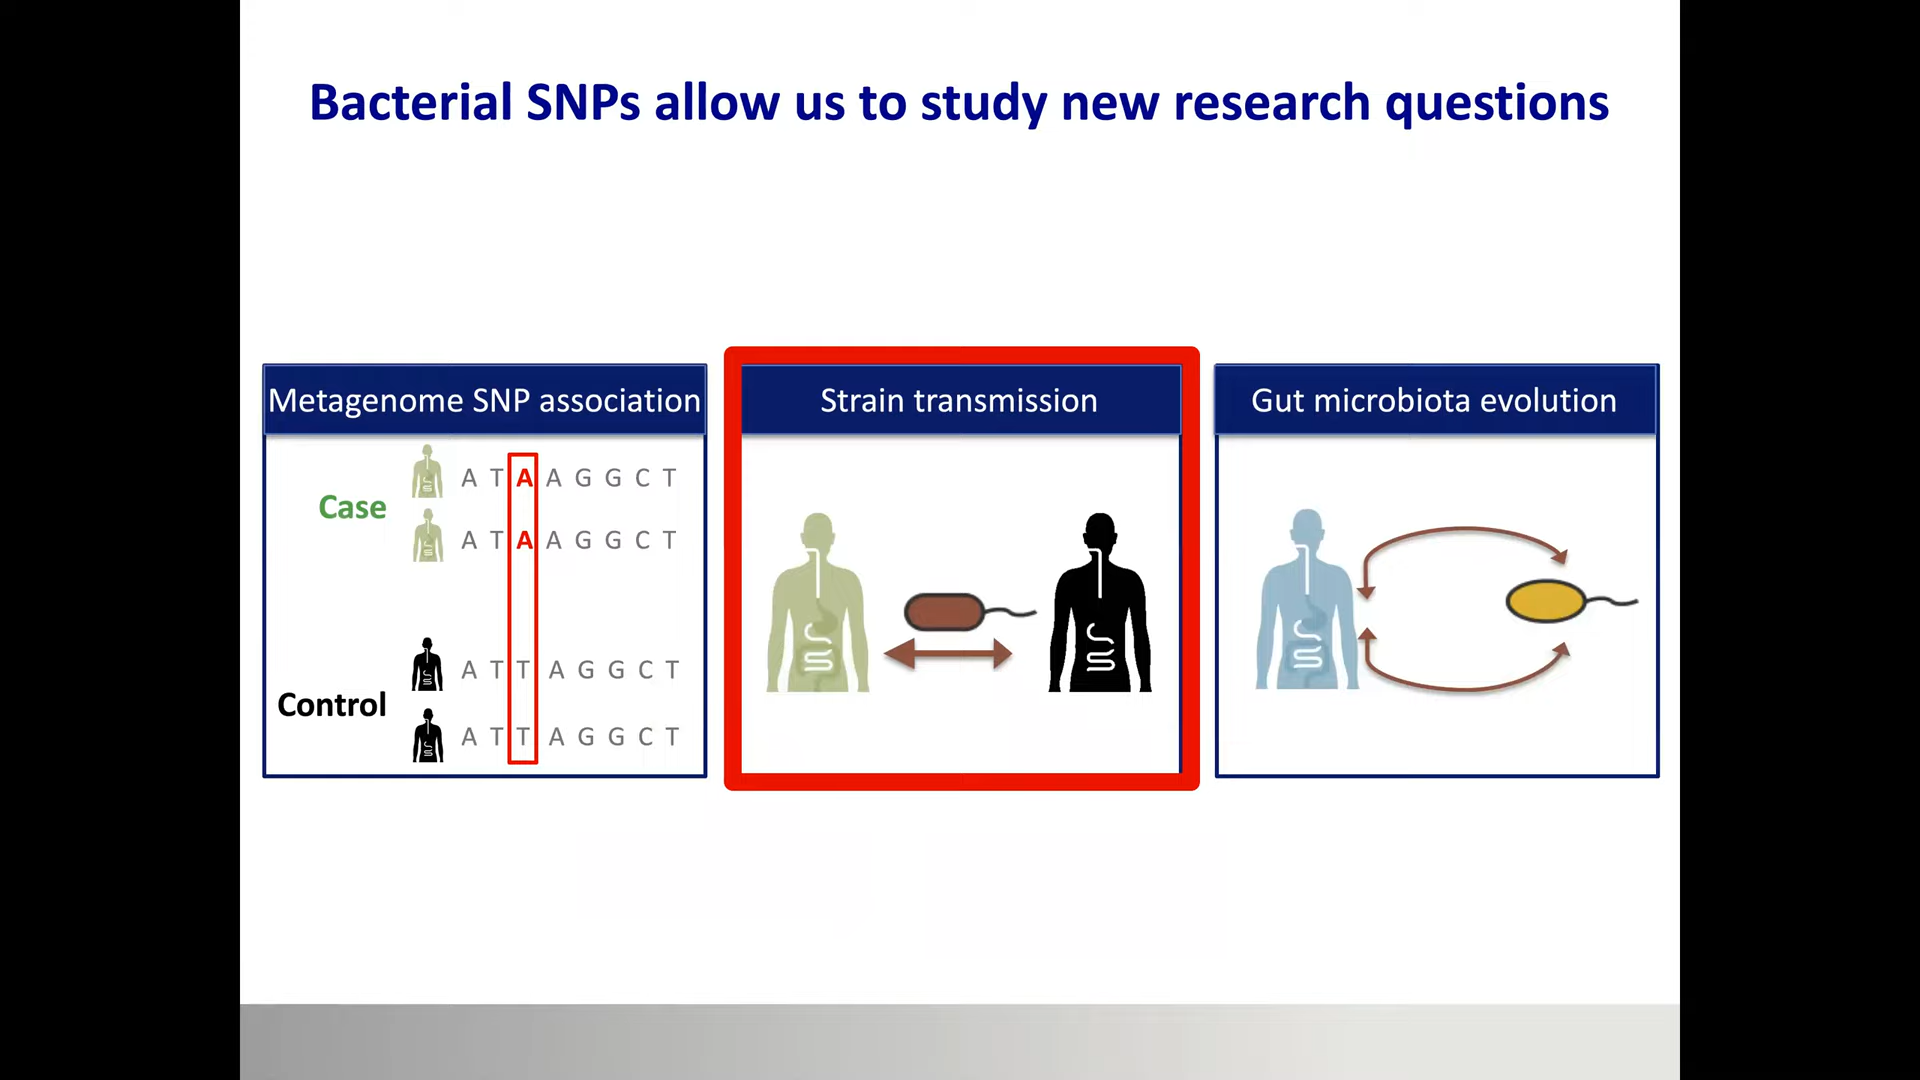 Bacterial SNPs allow us to study new research questions
Metagenome SNP association
Case
A T A A G G C T
A T A A G G C T
Control
A T T A G G C T
A T T A G G C T
Strain transmission
Gut microbiota evolution